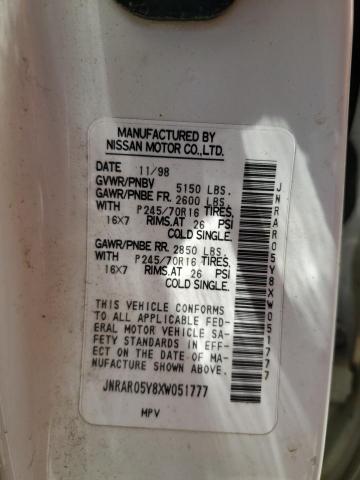 MANUFACTURED BY
NISSAN MOTOR CO.,LTD.
DATE 11/98
GVWR/PNBV 5150 LBS.
GAWR/PNBE FR. 2600 LBS.
WITH P245/70R16 TIRES,
16X7 RIMS,AT 26 PSI
COLD SINGLE.
GAWR/PNBE RR. 2850 LBS.
WITH P245/70R16 TIRES,
16X7 RIMS,AT 26 PSI
COLD SINGLE.
THIS VEHICLE CONFORMS
TO ALL APPLICABLE FED-
ERAL MOTOR VEHICLE SA-
FETY STANDARDS IN EFF-
ECT ON THE DATE OF MA-
NUFACTURE SHOWN ABOVE.
JNRAR05Y8XW051777
MPV
JNRAR05Y8XW051777